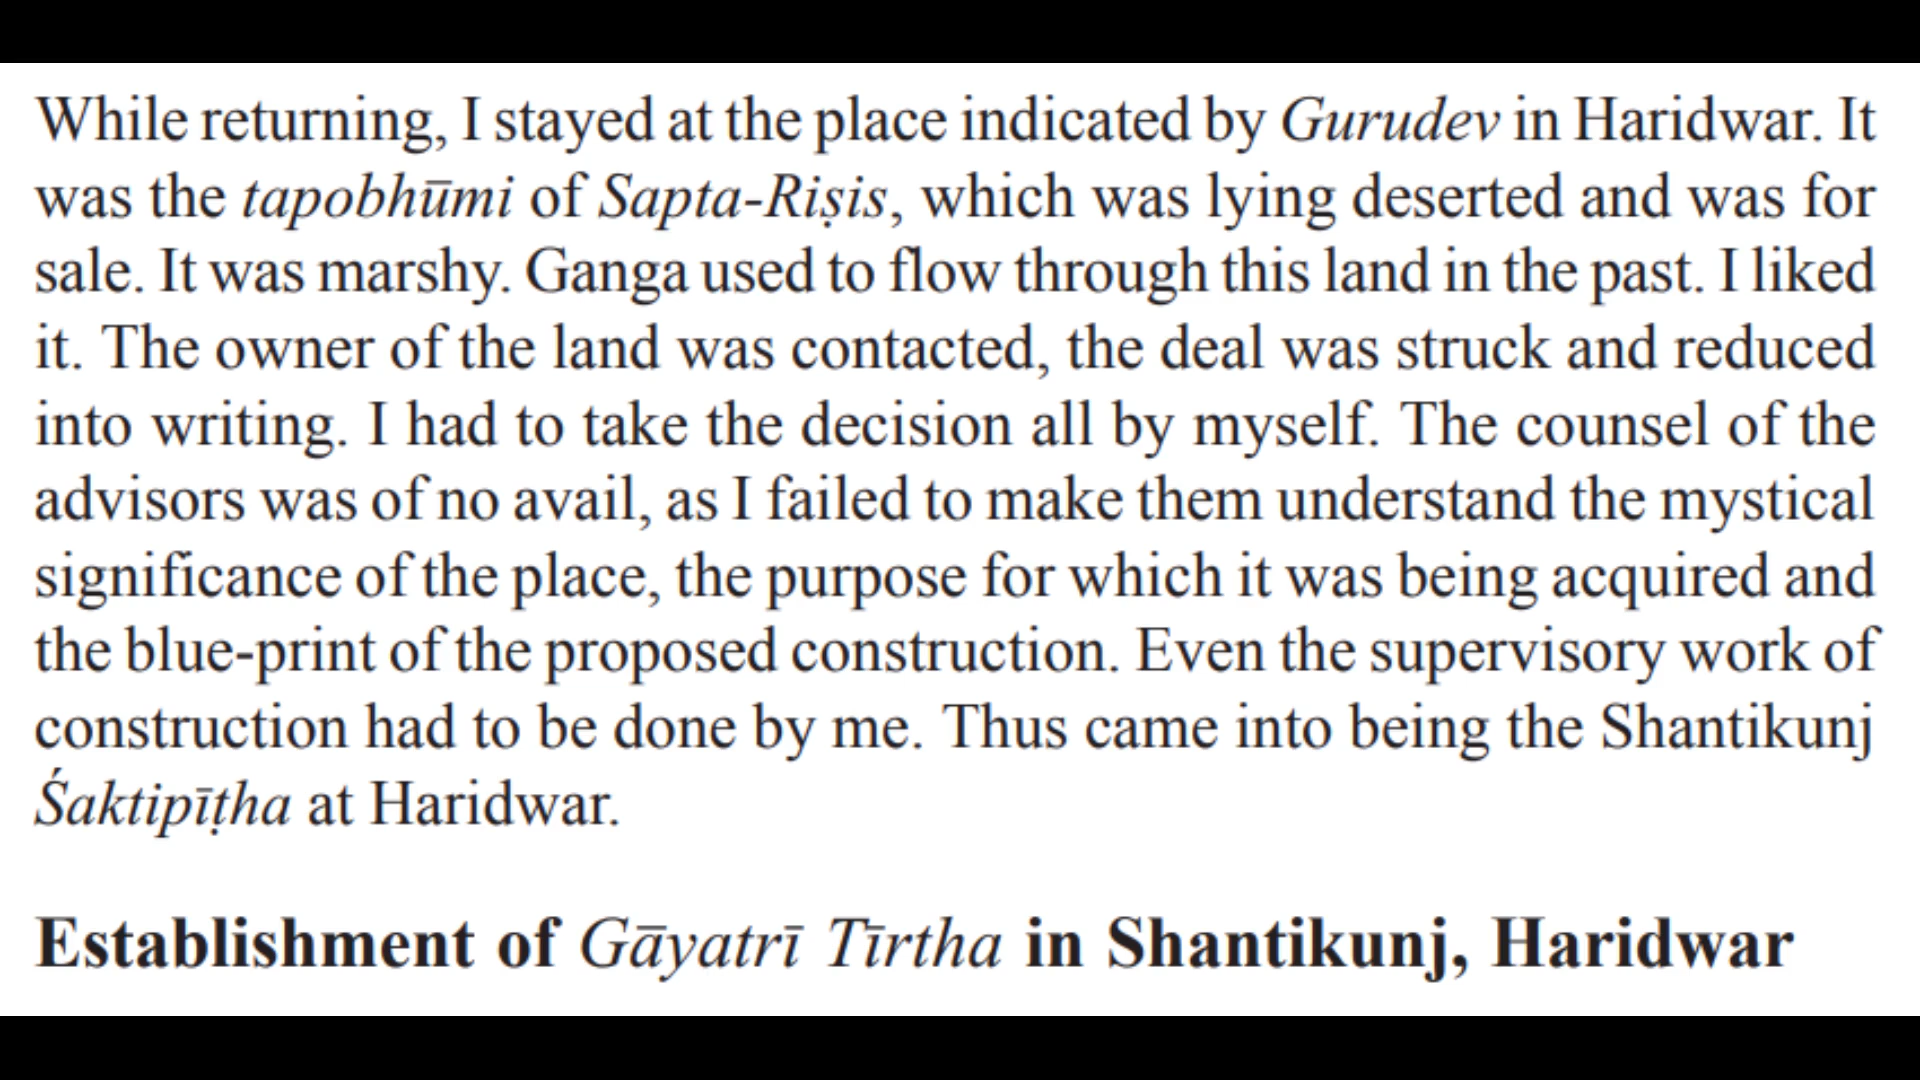 While returning, I stayed at the place indicated by Gurudev in Haridwar. It
was the tapobhūmi of Sapta-Riṣis, which was lying deserted and was for
sale. It was marshy. Ganga used to flow through this land in the past. I liked
it. The owner of the land was contacted, the deal was struck and reduced
into writing. I had to take the decision all by myself. The counsel of the
advisors was of no avail, as I failed to make them understand the mystical
significance of the place, the purpose for which it was being acquired and
the blue-print of the proposed construction. Even the supervisory work of
construction had to be done by me. Thus came into being the Shantikunj
Śaktipīṭha at Haridwar.
Establishment of Gāyatrī Tīrtha in Shantikunj, Haridwar